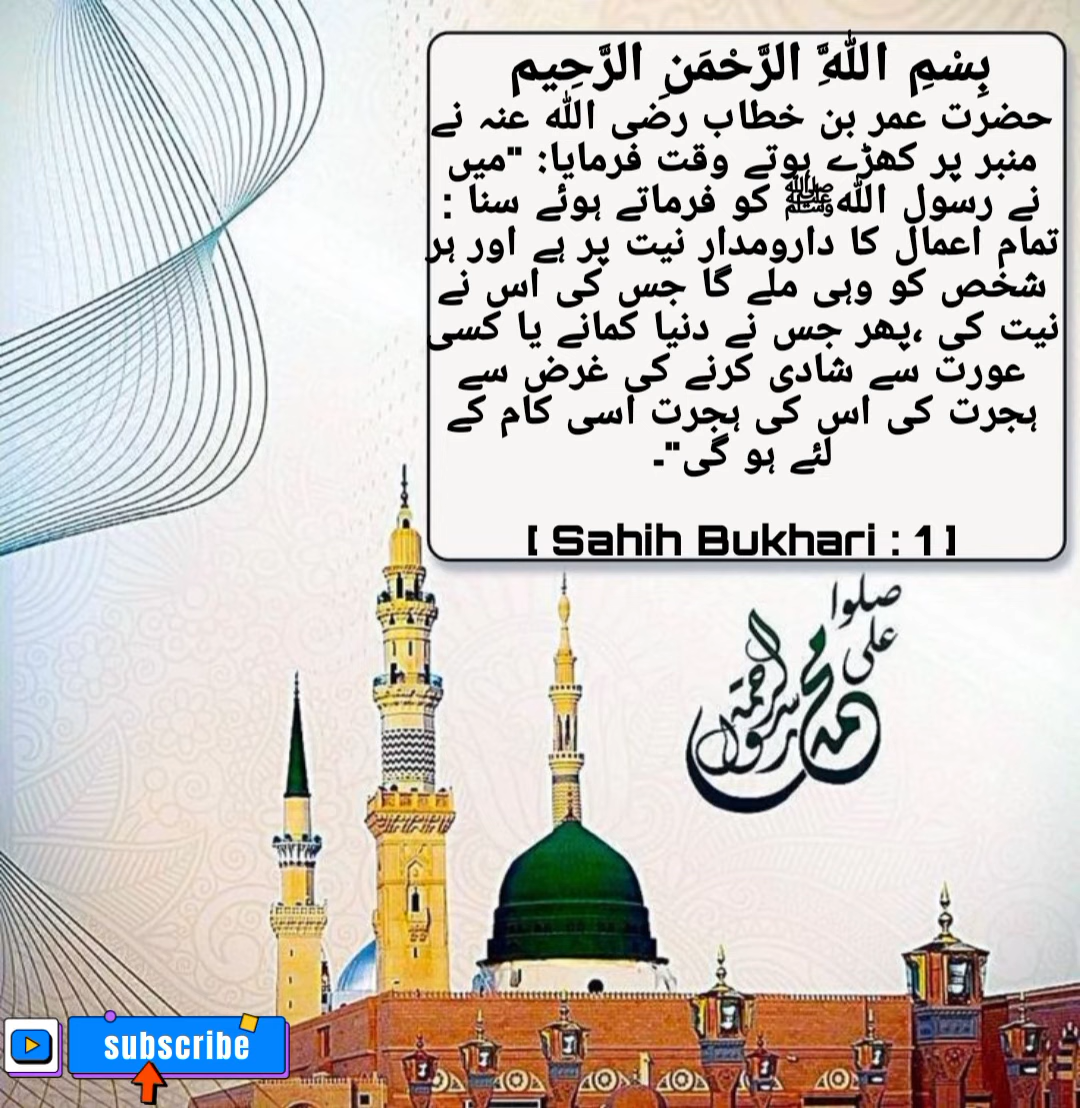 بِسْمِ اللَّهِ الرَّحْمَنِ الرَّحِيم
حضرت عمر بن خطاب رضی اللہ عنہ نے
منبر پر کھڑے ہوتے وقت فرمایا: "میں
نے رسول اللہﷺ کو فرماتے ہوئے سنا :
تمام اعمال کا دارومدار نیت پر ہے اور ہر
شخص کو وہی ملے گا جس کی اس نے
نیت کی ،پھر جس نے دنیا کمانے یا کسی
عورت سے شادی کرنے کی غرض سے
ہجرت کی اس کی ہجرت اسی کام کے
لئے ہو گی"۔
[ Sahih Bukhari : 1 ]
صلوا
على
محمد
رسول الرحمة
subscribe